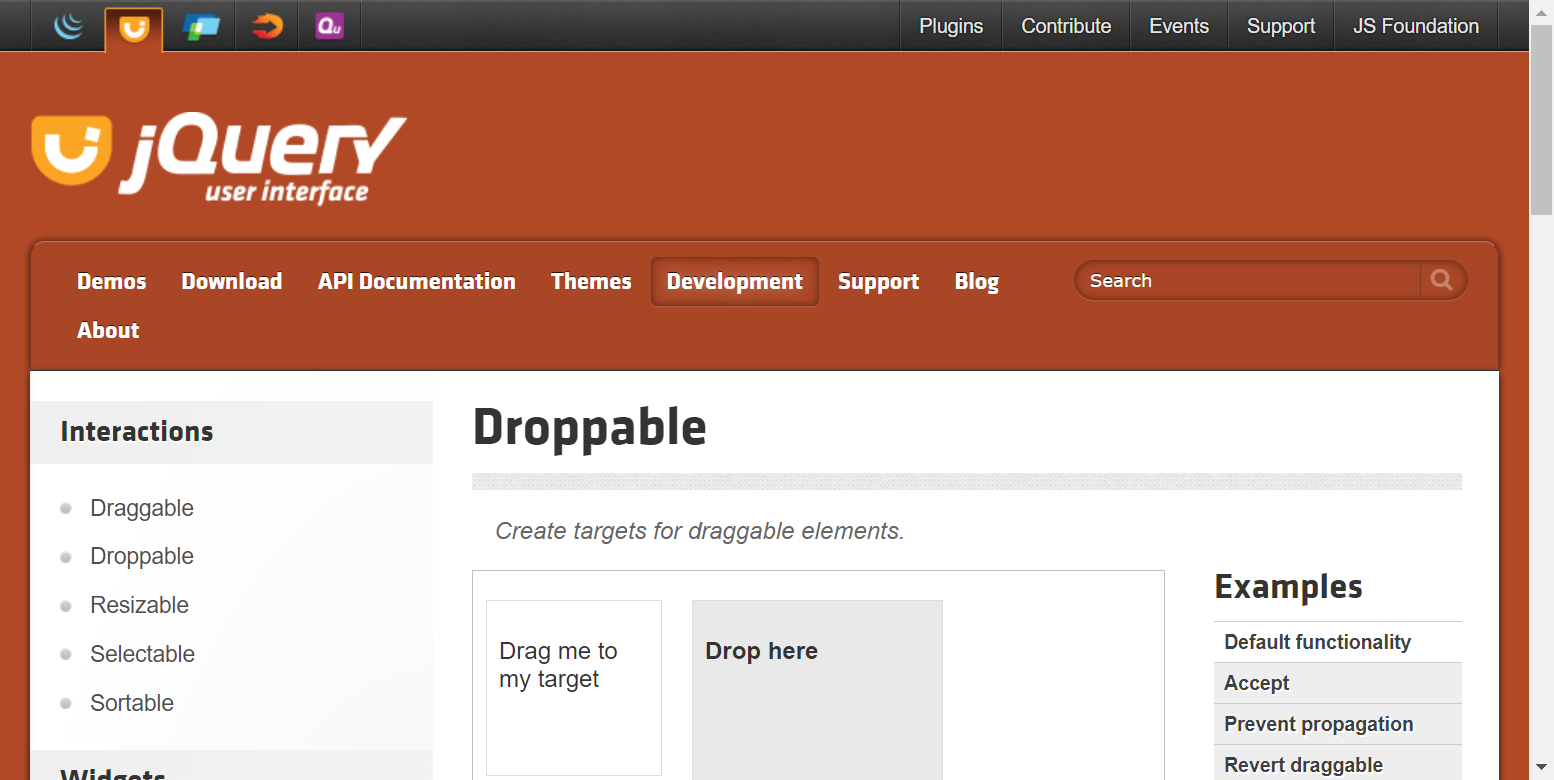 Qu
Plugins
Contribute
Events
Support
JS Foundation
jQuery
user interface
Demos
Download
API Documentation
Themes
Development
Support
Blog
Search
About
Interactions
Draggable
Droppable
Resizable
Selectable
Sortable
Widgets
Droppable
Create targets for draggable elements.
Drag me to
my target
Drop here
Examples
Default functionality
Accept
Prevent propagation
Revert draggable